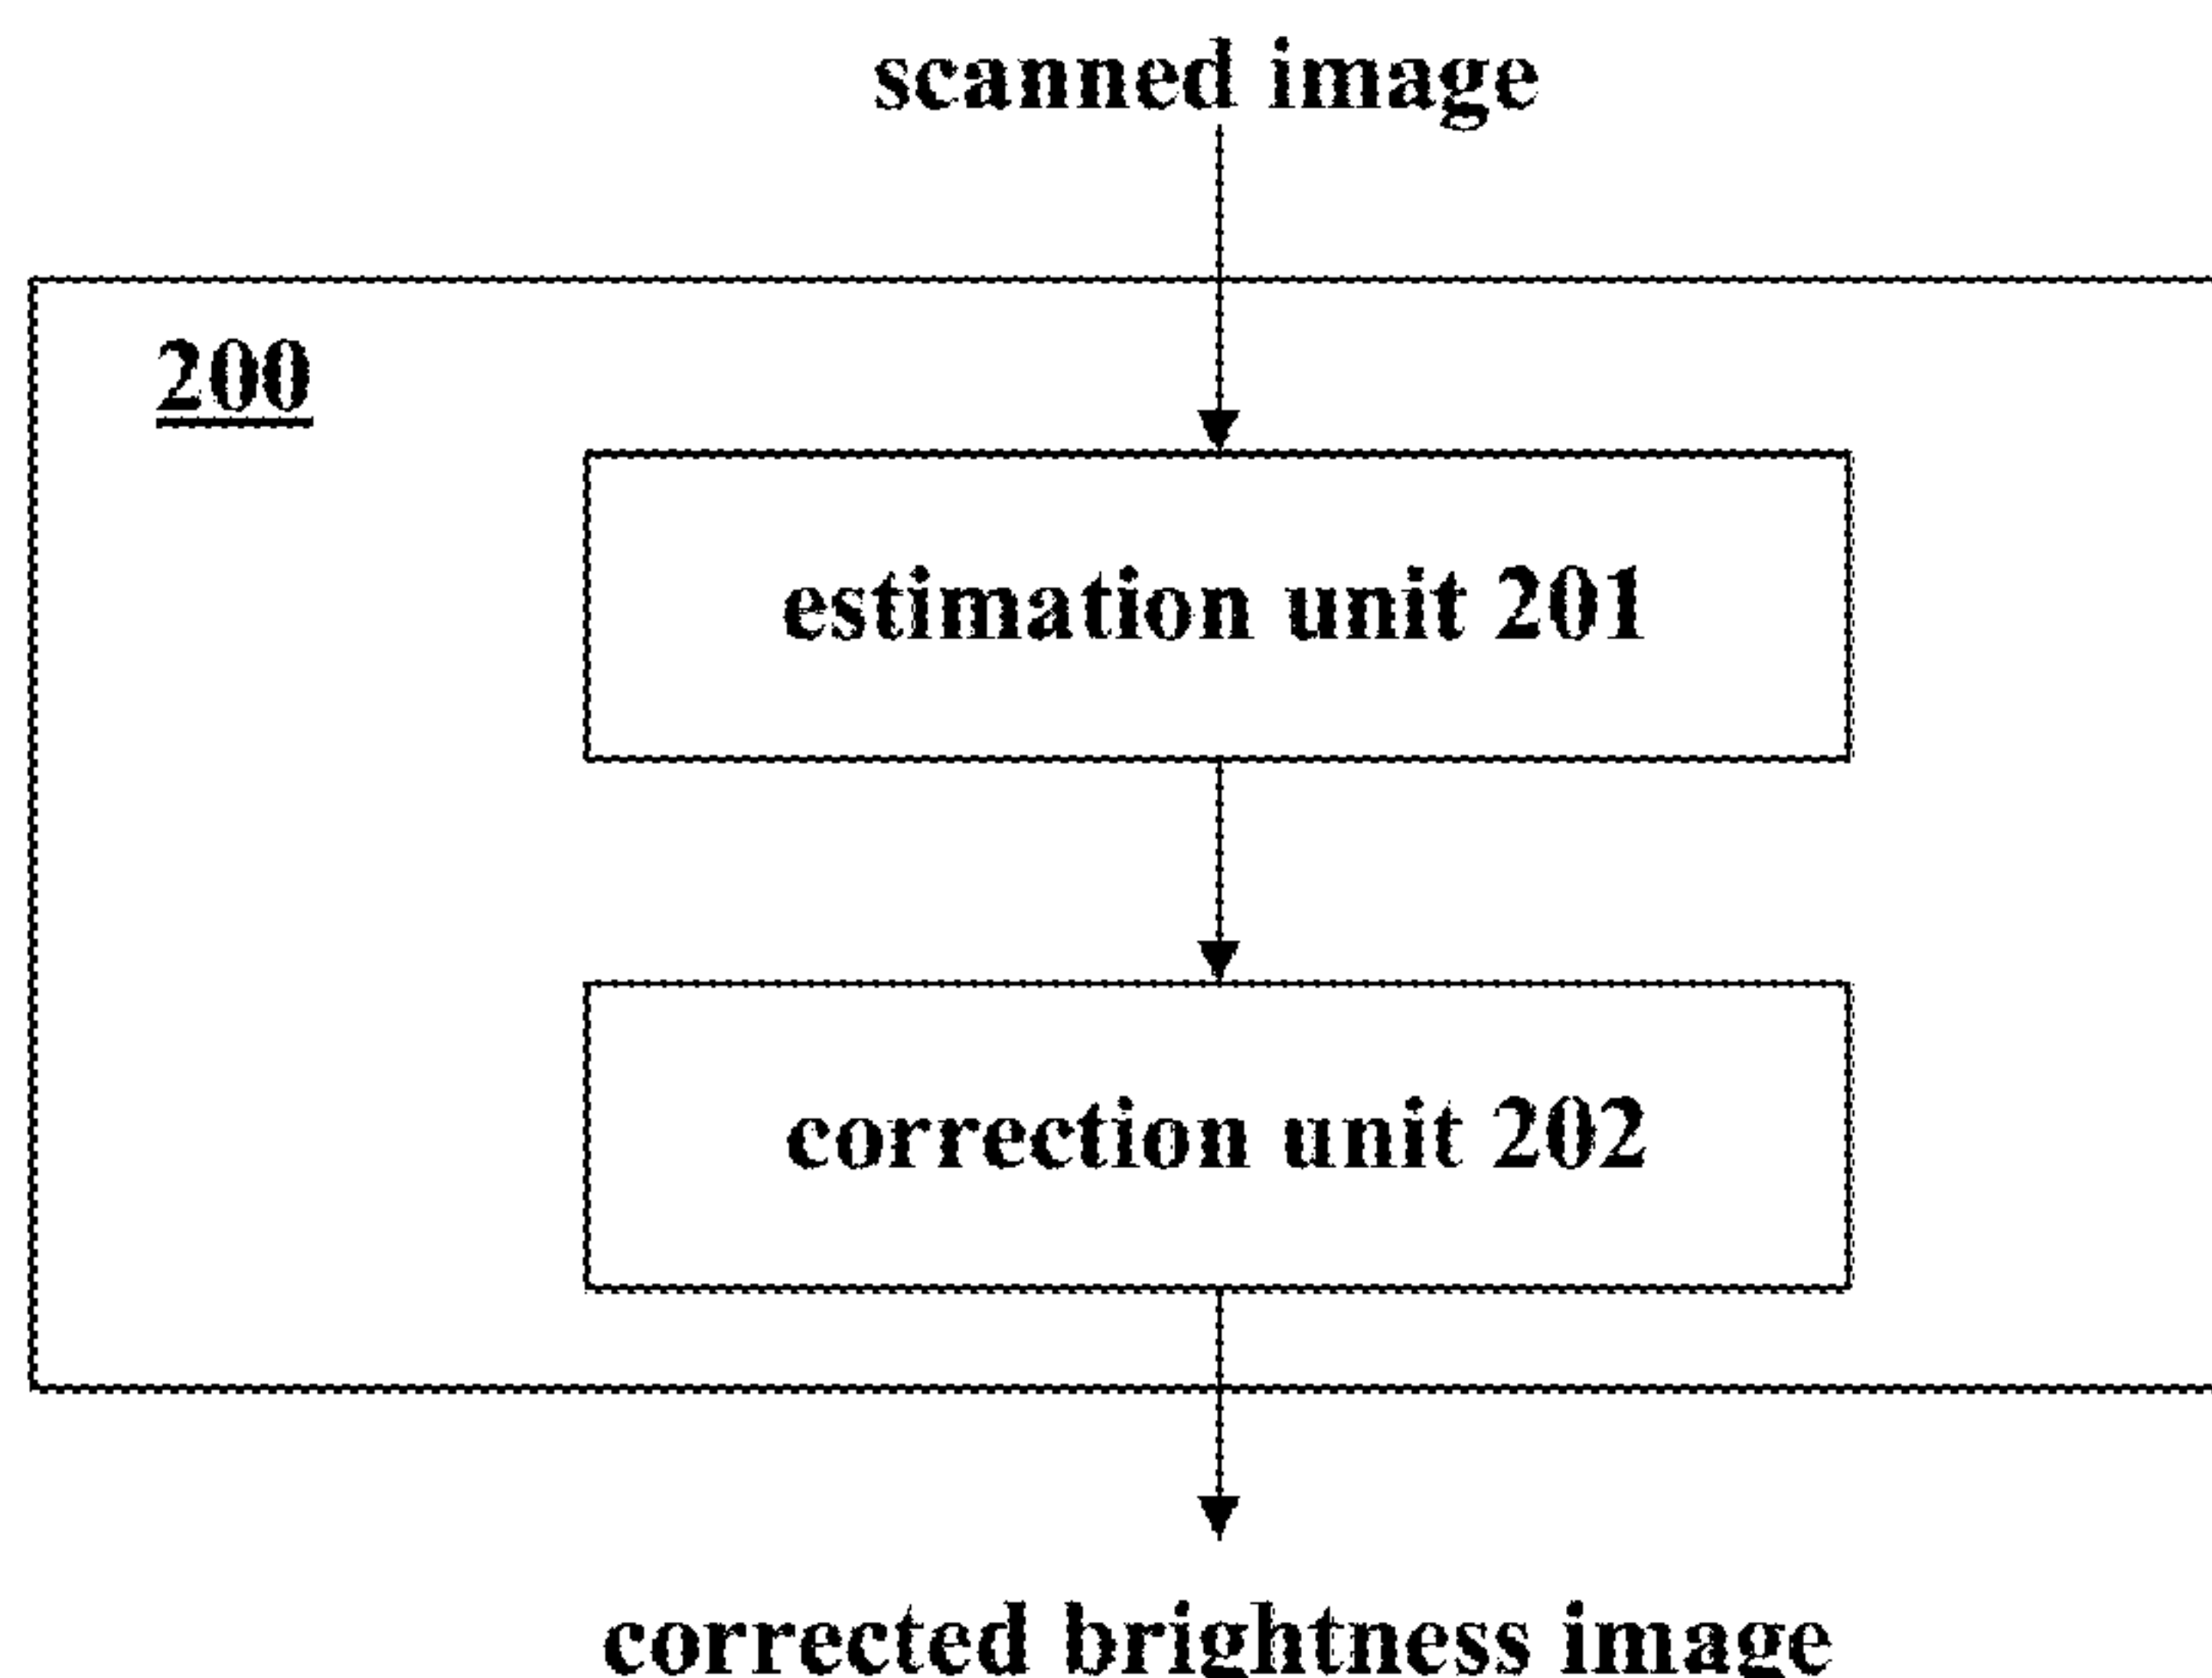 scanned image
200
estimation unit 201
correction unit 202
corrected brightness image